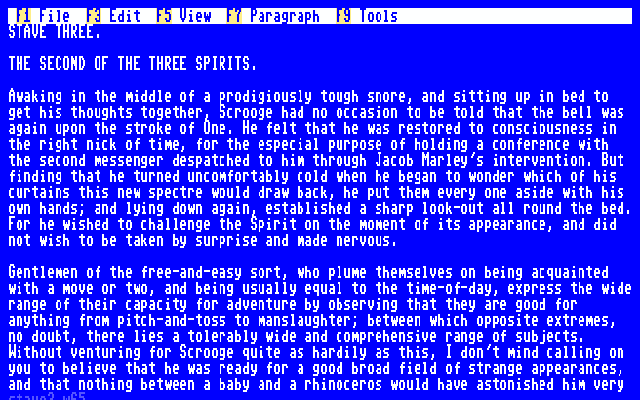 F1 File F3 Edit F5 View F7 Paragraph F9 Tools
STAVE THREE.
THE SECOND OF THE THREE SPIRITS.
Awaking in the middle of a prodigiously tough snore, and sitting up in bed to
get his thoughts together, Scrooge had no occasion to be told that the bell was
again upon the stroke of One. He felt that he was restored to consciousness in
the right nick of time, for the especial purpose of holding a conference with
the second messenger despatched to him through Jacob Marley's intervention. But
finding that he turned uncomfortably cold when he began to wonder which of his
curtains this new spectre would draw back, he put them every one aside with his
own hands; and lying down again, established a sharp look-out all round the bed.
For he wished to challenge the Spirit on the moment of its appearance, and did
not wish to be taken by surprise and made nervous.
Gentlemen of the free-and-easy sort, who plume themselves on being acquainted
with a move or two, and being usually equal to the time-of-day, express the wide
range of their capacity for adventure by observing that they are good for
anything from pitch-and-toss to manslaughter; between which opposite extremes,
no doubt, there lies a tolerably wide and comprehensive range of subjects.
Without venturing for Scrooge quite as hardily as this, I don't mind calling on
you to believe that he was ready for a good broad field of strange appearances,
and that nothing between a baby and a rhinoceros would have astonished him very